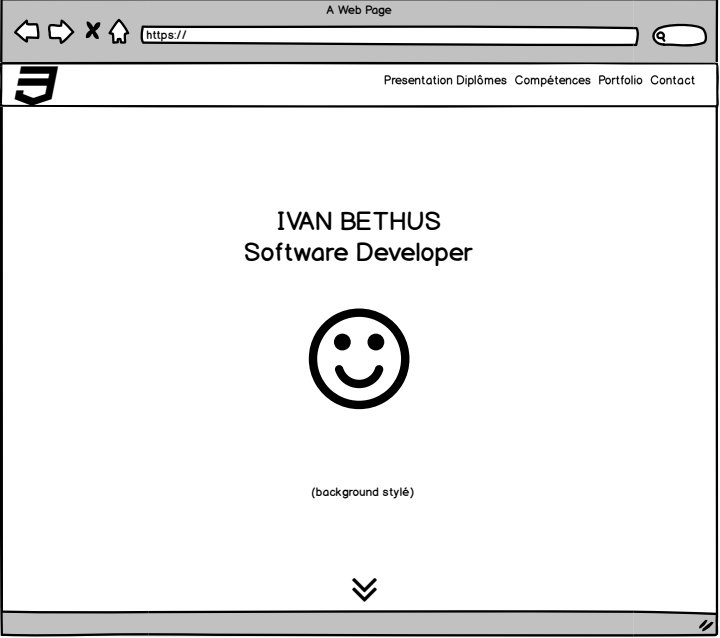 A Web Page
https://
Presentation Diplômes Compétences Portfolio Contact
IVAN BETHUS
Software Developer
(background stylé)